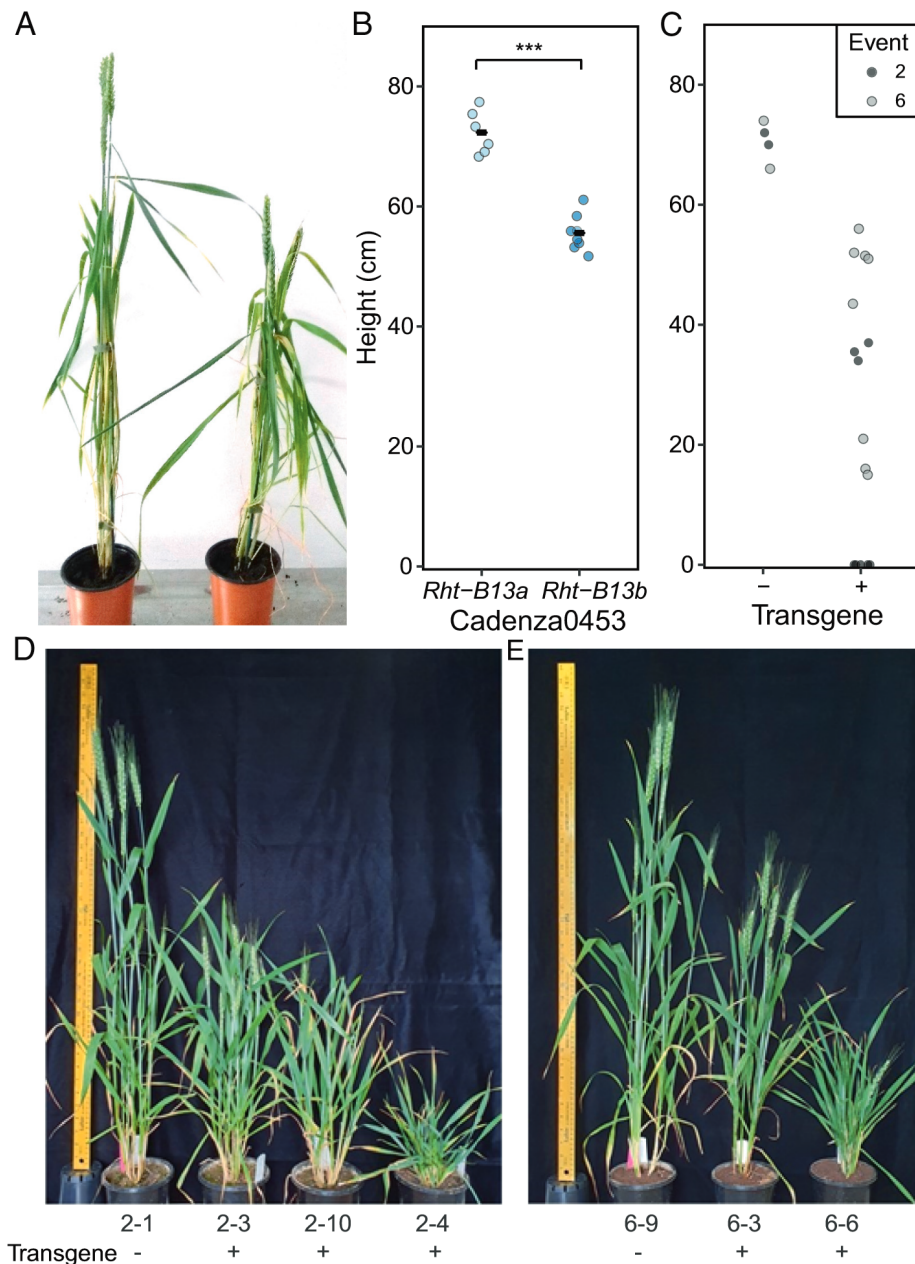 A
B
C
Height (cm)
80
60
40
20
0
***
Rht−B13a Rht−B13b
Cadenza0453
80
60
40
20
0
Event
2
6
− +
Transgene
D
E
2-1 2-3 2-10 2-4 6-9 6-3 6-6
Transgene - + + + - + +